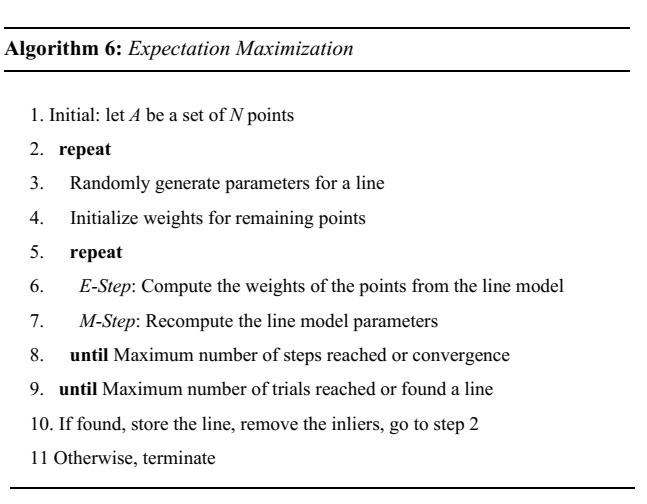 Algorithm 6: Expectation Maximization
1. Initial: let A be a set of N points
2. repeat
3. Randomly generate parameters for a line
4. Initialize weights for remaining points
5. repeat
6. E-Step: Compute the weights of the points from the line model
7. M-Step: Recompute the line model parameters
8. until Maximum number of steps reached or convergence
9. until Maximum number of trials reached or found a line
10. If found, store the line, remove the inliers, go to step 2
11 Otherwise, terminate